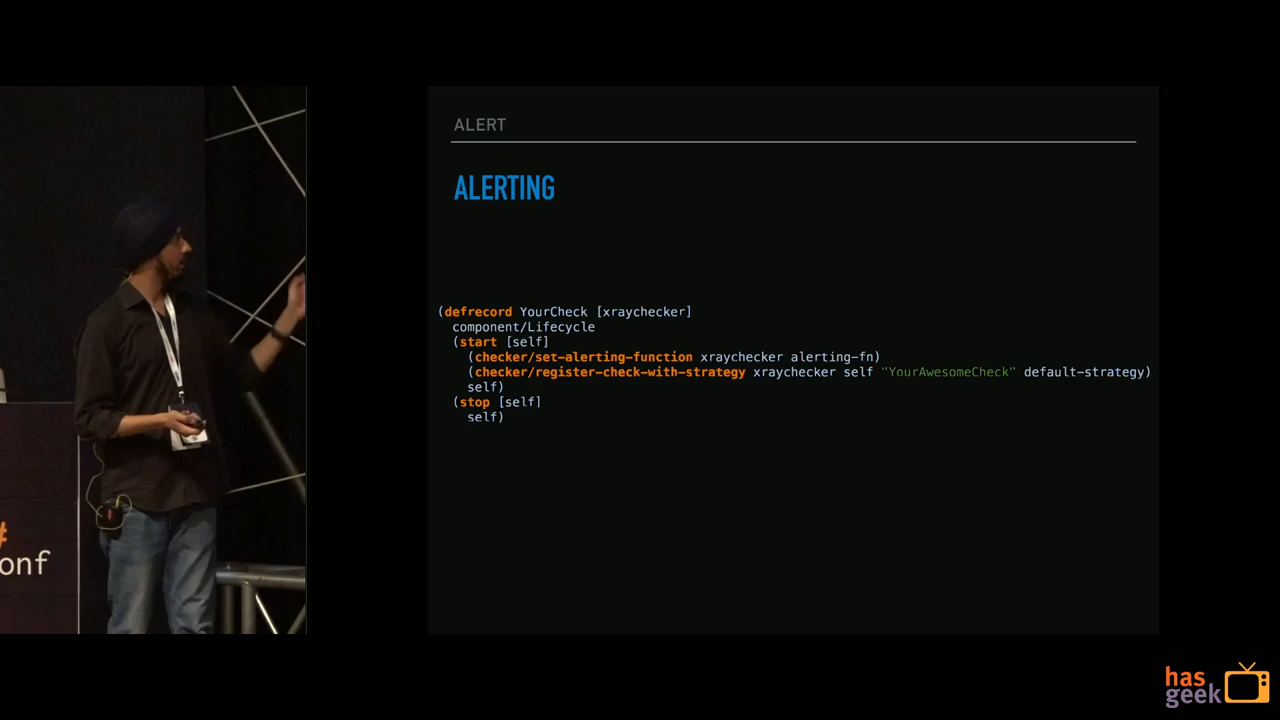 ALERT
ALERTING
(defrecord YourCheck [xraychecker]
component/Lifecycle
(start [self]
(checker/set-alerting-function xraychecker alerting-fn)
(checker/register-check-with-strategy xraychecker self "YourAwesomeCheck" default-strategy)
self)
(stop [self]
self)
#
onf
has
geek